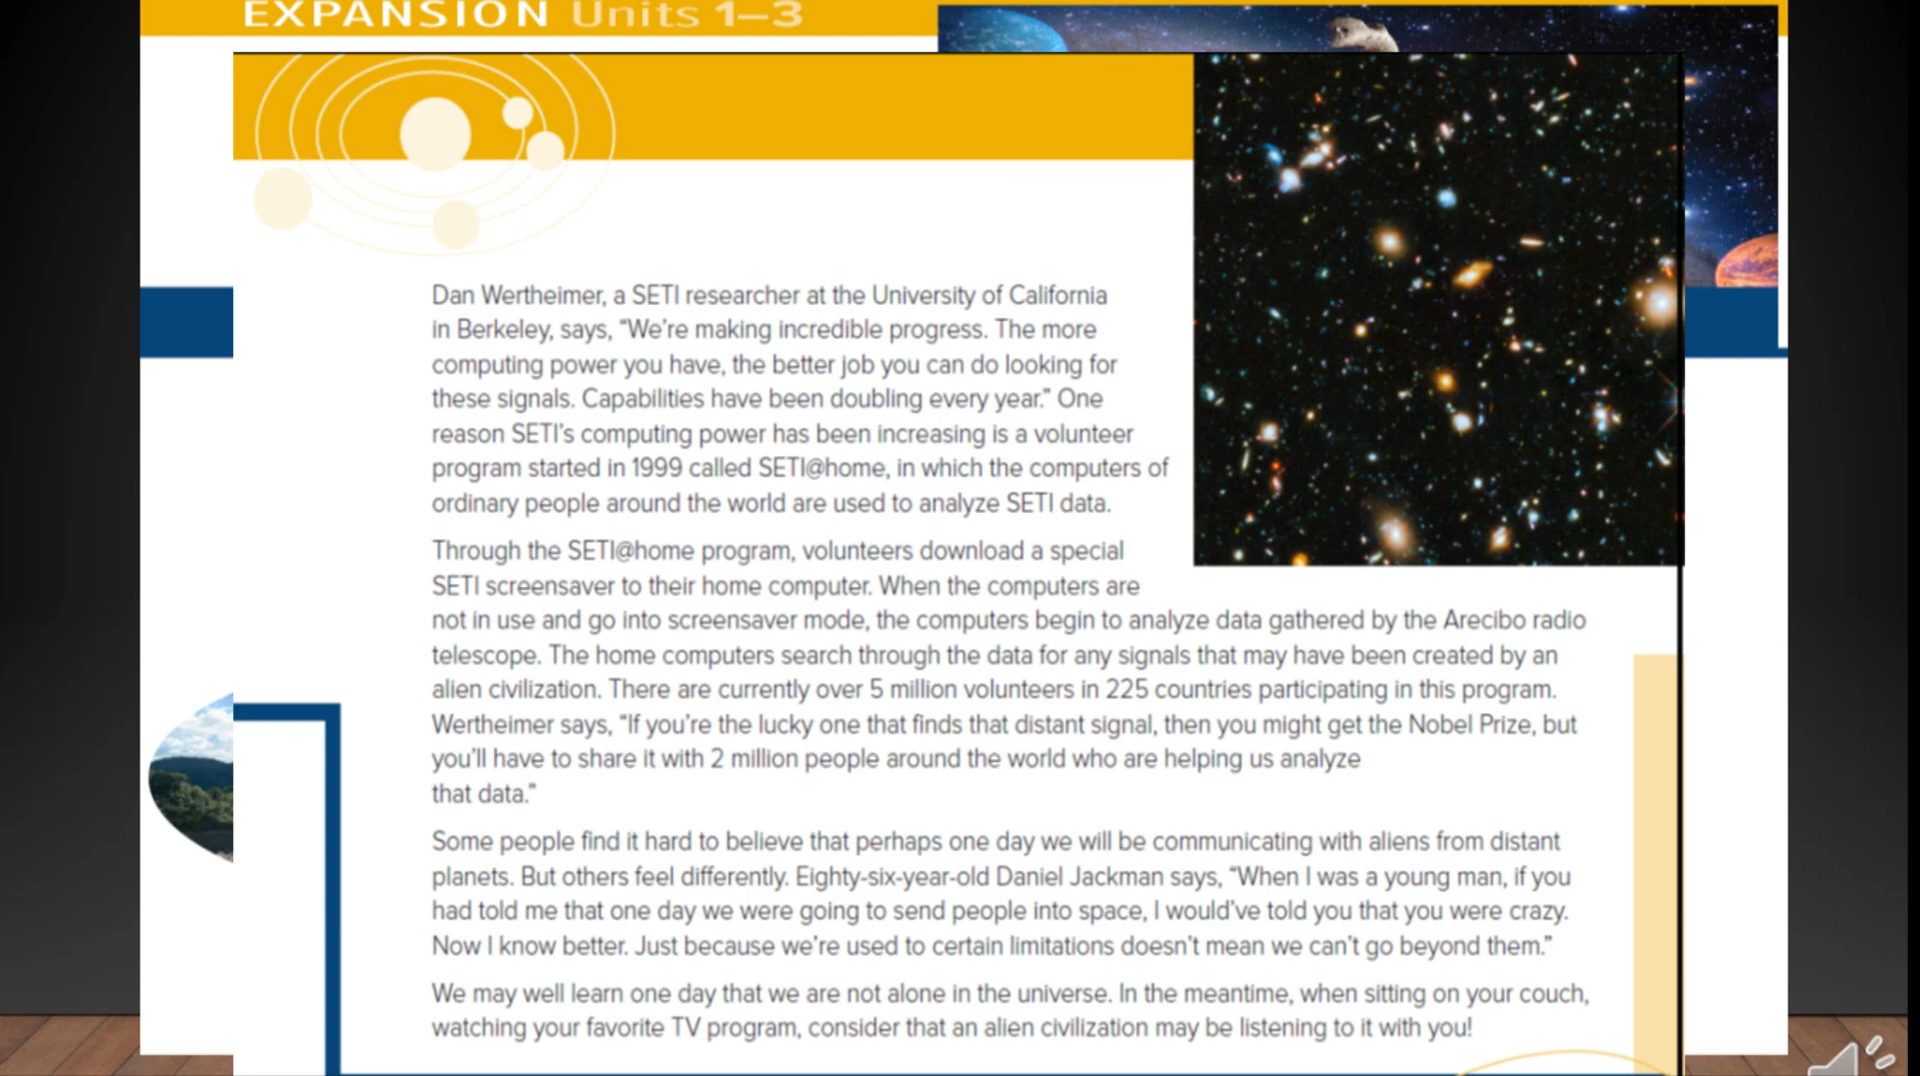 EXPANSION Units 1–3
Dan Wertheimer, a SETI researcher at the University of California
in Berkeley, says, “We’re making incredible progress. The more
computing power you have, the better job you can do looking for
these signals. Capabilities have been doubling every year.” One
reason SETI’s computing power has been increasing is a volunteer
program started in 1999 called SETI@home, in which the computers of
ordinary people around the world are used to analyze SETI data.
Through the SETI@home program, volunteers download a special
SETI screensaver to their home computer. When the computers are
not in use and go into screensaver mode, the computers begin to analyze data gathered by the Arecibo radio
telescope. The home computers search through the data for any signals that may have been created by an
alien civilization. There are currently over 5 million volunteers in 225 countries participating in this program.
Wertheimer says, “If you’re the lucky one that finds that distant signal, then you might get the Nobel Prize, but
you’ll have to share it with 2 million people around the world who are helping us analyze
that data.”
Some people find it hard to believe that perhaps one day we will be communicating with aliens from distant
planets. But others feel differently. Eighty-six-year-old Daniel Jackman says, “When I was a young man, if you
had told me that one day we were going to send people into space, I would’ve told you that you were crazy.
Now I know better. Just because we’re used to certain limitations doesn’t mean we can’t go beyond them.”
We may well learn one day that we are not alone in the universe. In the meantime, when sitting on your couch,
watching your favorite TV program, consider that an alien civilization may be listening to it with you!